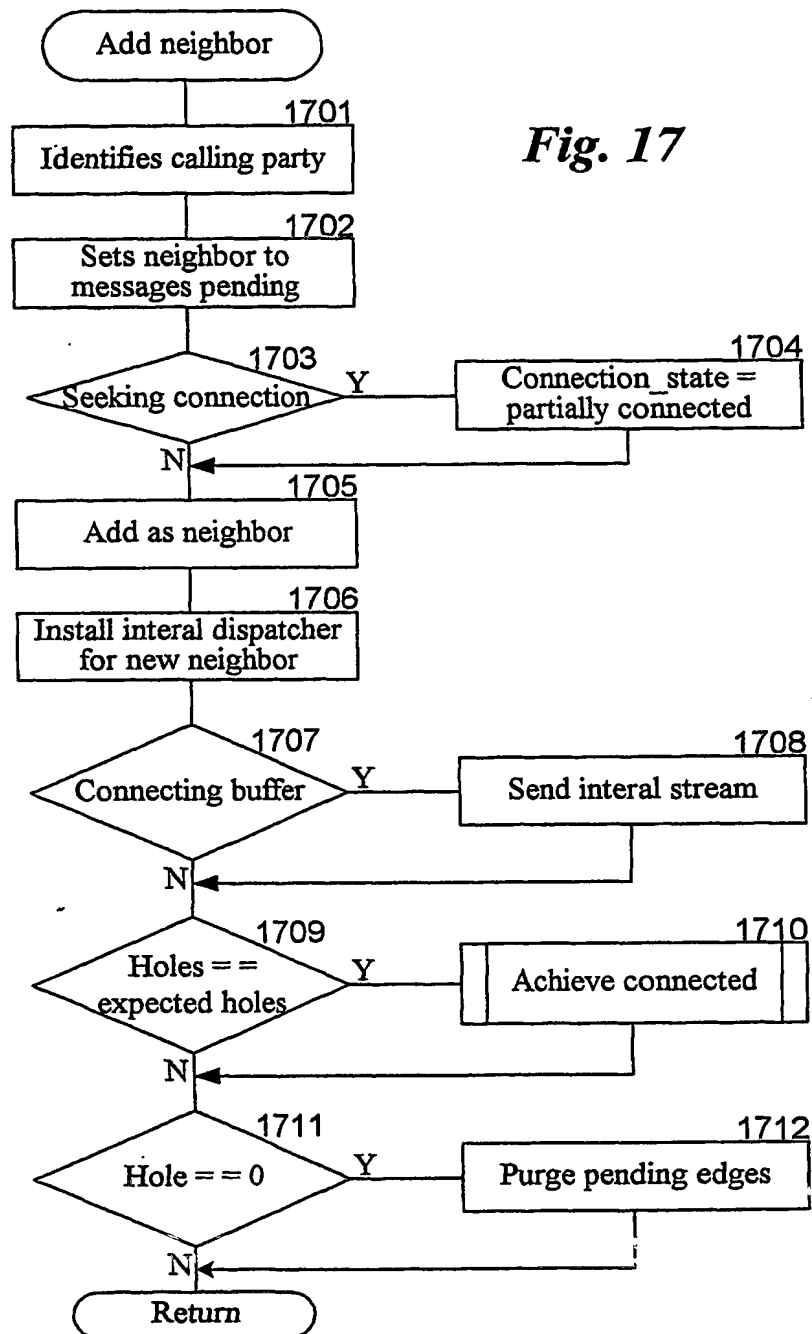 Add neighbor
Fig. 17
1701
Identifies calling party
1702
Sets neighbor to
messages pending
1703
Seeking connection
Y
N
1704
Connection_state =
partially connected
1705
Add as neighbor
1706
Install interal dispatcher
for new neighbor
1707
Connecting buffer
Y
N
1708
Send interal stream
1709
Holes = =
expected holes
Y
N
1710
Achieve connected
1711
Hole = = 0
Y
N
1712
Purge pending edges
Return